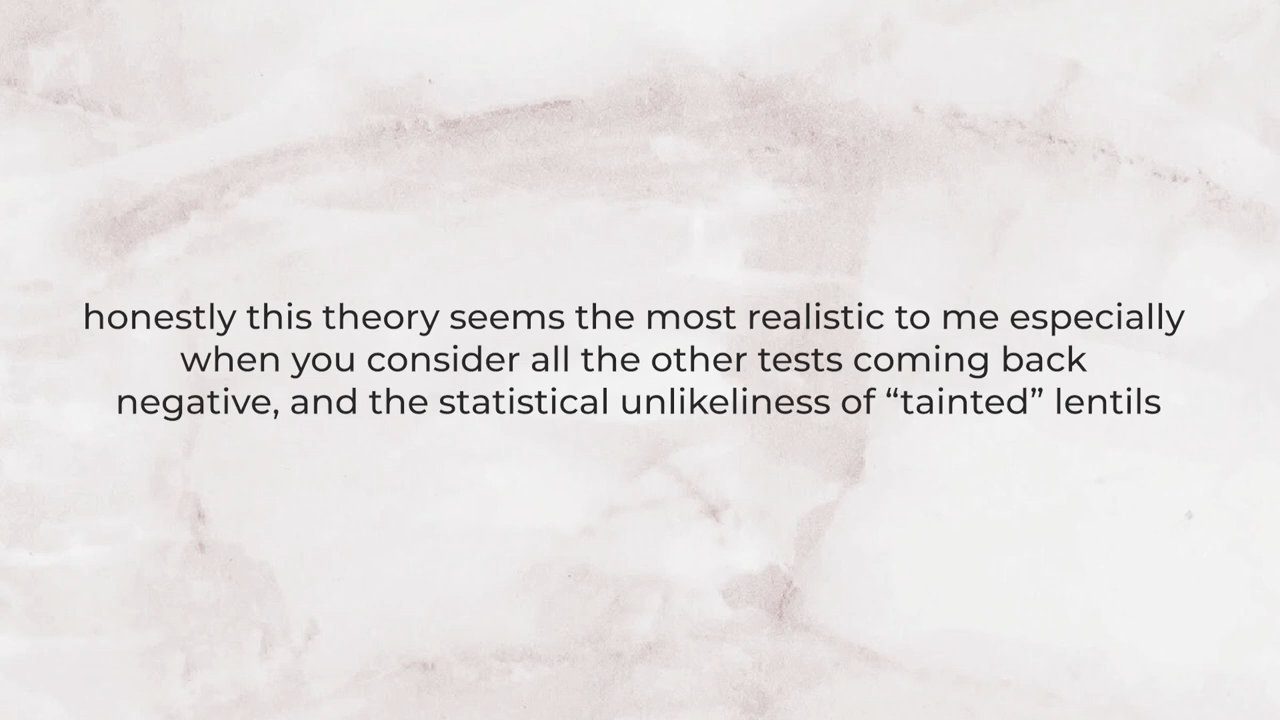 honestly this theory seems the most realistic to me especially
when you consider all the other tests coming back
negative, and the statistical unlikeliness of “tainted” lentils